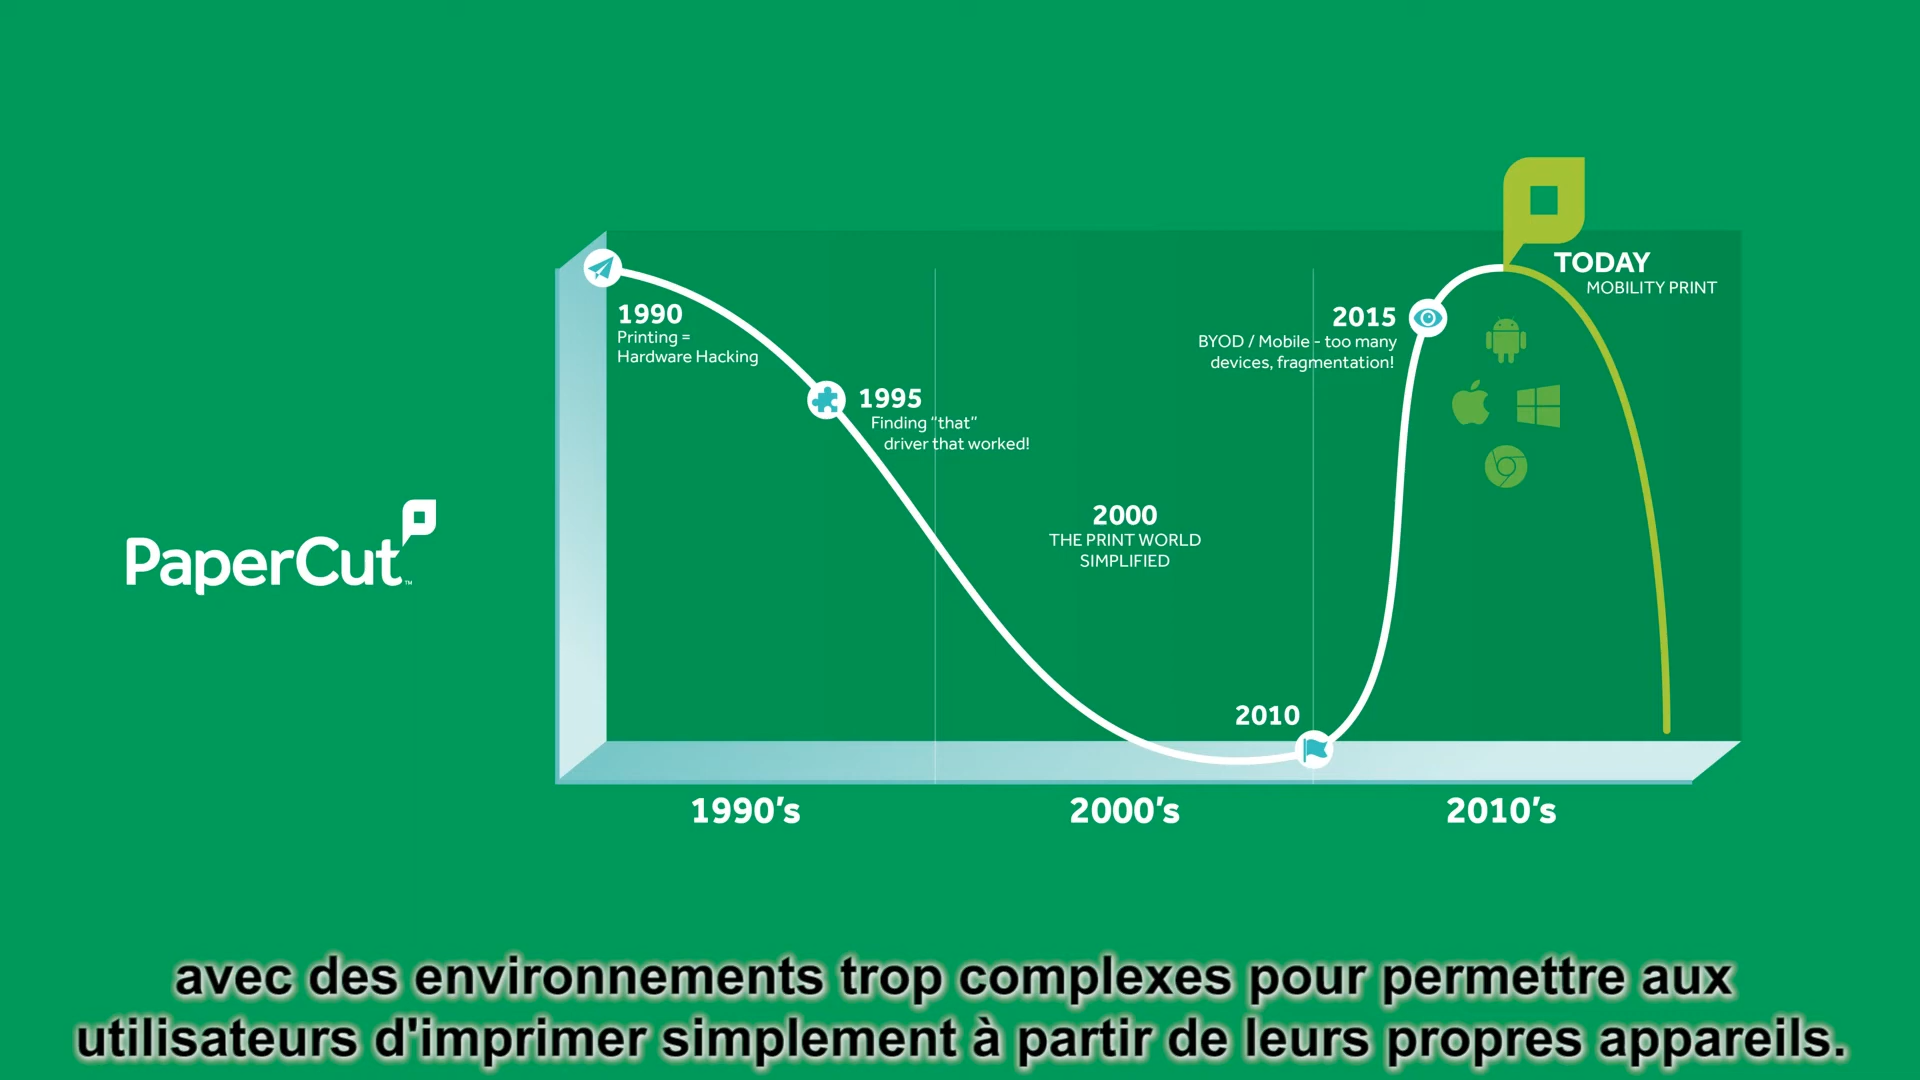 TODAY
MOBILITY PRINT
1990
Printing =
Hardware Hacking
2015
BYOD / Mobile - too many
devices, fragmentation!
1995
Finding "that"
driver that worked!
2000
THE PRINT WORLD
SIMPLIFIED
PaperCut™
2010
1990's
2000's
2010's
avec des environnements trop complexes pour permettre aux
utilisateurs d'imprimer simplement à partir de leurs propres appareils.